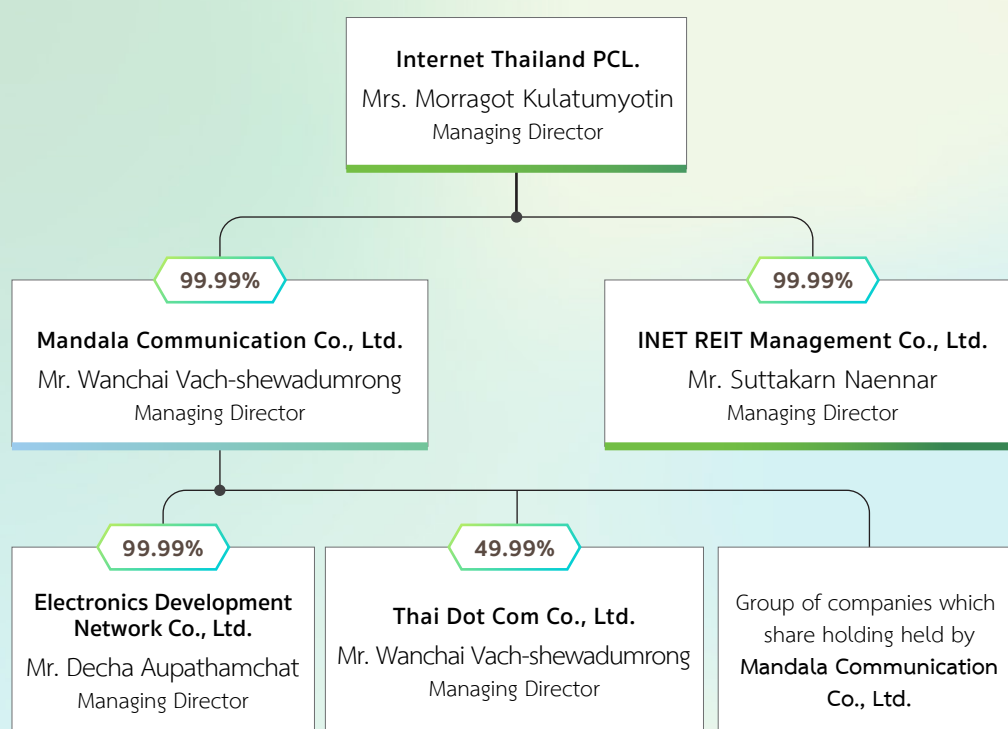 Internet Thailand PCL.
Mrs. Morragot Kulatumyotin
Managing Director
99.99%
Mandala Communication Co., Ltd.
Mr. Wanchai Vach-shewadumrong
Managing Director
99.99%
INET REIT Management Co., Ltd.
Mr. Suttakarn Naennar
Managing Director
99.99%
Electronics Development
Network Co., Ltd.
Mr. Decha Aupathamchat
Managing Director
49.99%
Thai Dot Com Co., Ltd.
Mr. Wanchai Vach-shewadumrong
Managing Director
Group of companies which
share holding held by
Mandala Communication
Co., Ltd.